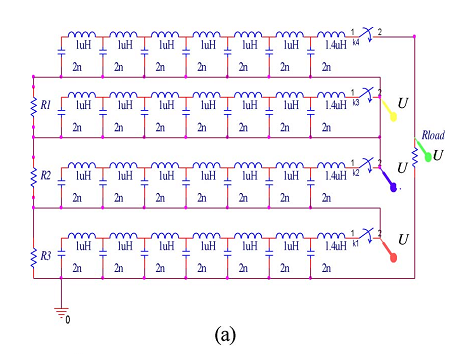 1 2
1uH 1uH 1uH 1uH 1uH 1uH 1.4uH k4
2n 2n 2n 2n 2n 2n 2n
1 2 U
R1 1uH 1uH 1uH 1uH 1uH 1uH 1.4uH k3
2n 2n 2n 2n 2n 2n 2n
Rload
U
1 2 U
R2 1uH 1uH 1uH 1uH 1uH 1uH 1.4uH k2
2n 2n 2n 2n 2n 2n 2n
1 2 U
R3 1uH 1uH 1uH 1uH 1uH 1uH 1.4uH k1
2n 2n 2n 2n 2n 2n 2n
0
(a)